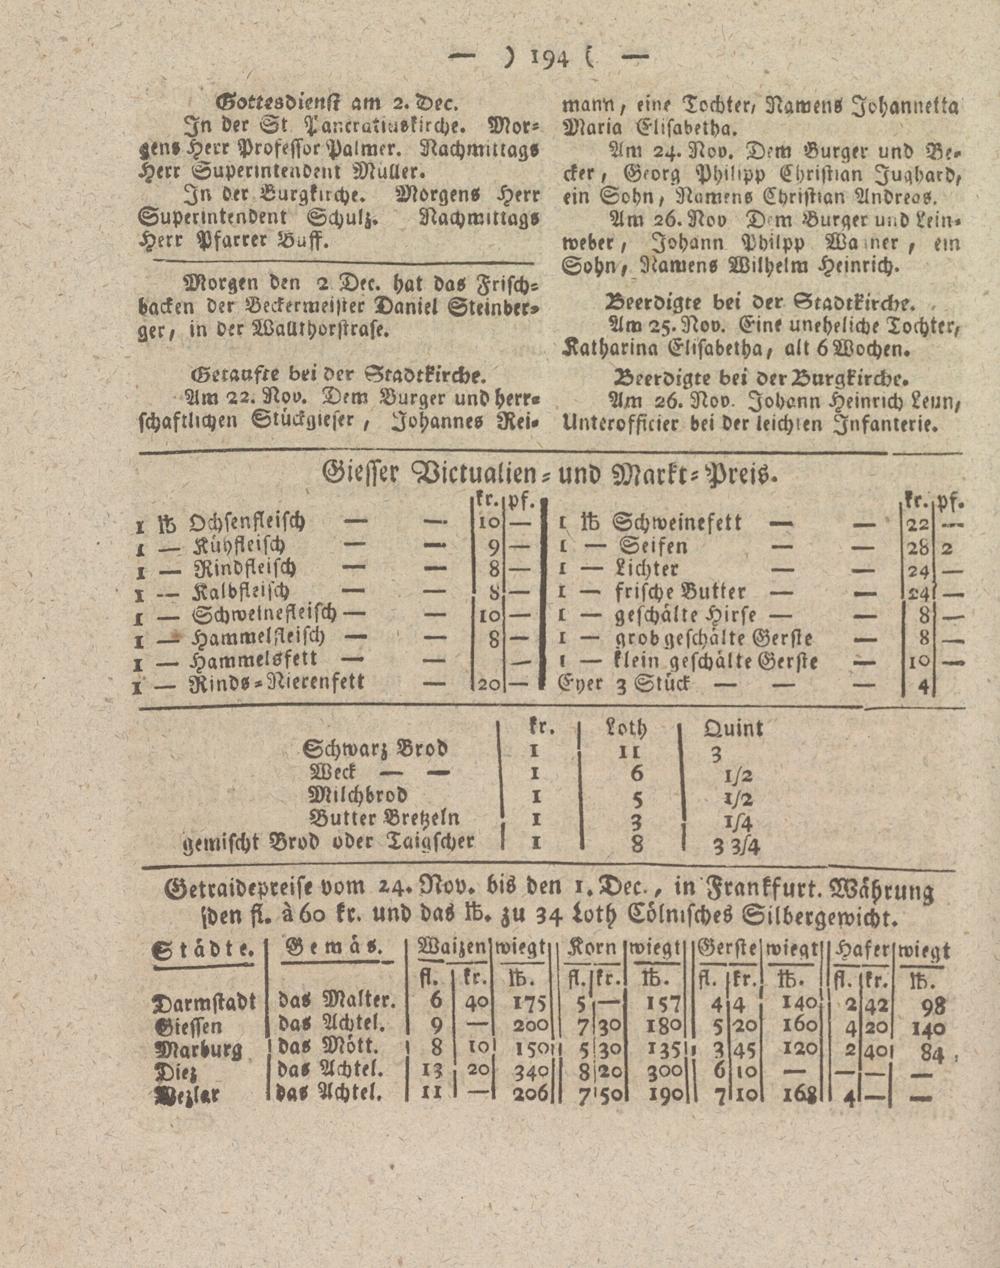 — ) 194 ( —
Gottesdienst am 2. Dec.
In der St Pancratiuskirche. Mor-
gens Herr Professor Palmer. Nachmittags
Herr Superintendent Müller.
In der Burgkirche. Morgens Herr
Superintendent Schulz. Nachmittags
Herr Pfarrer Buff.
Morgen den 2 Dec. hat das Frisch-
backen der Beckermeister Daniel Steinber-
ger, in der Wallthorstrase.
Getaufte bei der Stadtkirche.
Am 22. Nov. Dem Burger und herr-
schaftlichen Stückgieser, Johannes Rei-
mann, eine Tochter, Namens Johannetta
Maria Elisabetha.
Am 24. Nov. Dem Burger und Be-
cker, Georg Philipp Christian Jughard,
ein Sohn, Namens Christian Andreas.
Am 26. Nov Dem Burger und Lein-
weber, Johann Philpp, ein
Sohn, Namens Wilhelm Heinrich.
Beerdigte bei der Stadtkirche.
Am 25. Nov. Eine uneheliche Tochter,
Katharina Elisabetha, alt 6 Wochen.
Beerdigte bei der Burgkirche.
Am 26. Nov. Johann Heinrich Leun,
Unterofficier bei der leichten Infanterie.
Giesser Victualien- und Markt-Preis.
kr. pf.
1 ℔ Ochsenfleisch — — 10 —
1 — Kühfleisch — — 9 —
1 — Rindfleisch — — 8 —
1 — Kalbfleisch — — 8 —
1 — Schweinefleisch — — 10 —
1 — Hammelfleisch — — 8 —
1 — Hammelsfett — —
1 — Rinds-Nierenfett — 20 —
kr. pf.
1 ℔ Schweinefett — — 22 —
1 — Seifen — — 28 2
1 — Lichter — — 24 —
1 — frische Butter — — 24 —
1 — geschälte Hirse — — 8 —
1 — grob geschälte Gerste — 8 —
1 — klein geschälte Gerste — 10 —
Eyer 3 Stück — — — 4
kr. Loth Quint
Schwarz Brod 1 11 3
Weck — — 1 6 1/2
Milchbrod 1 5 1/2
Butter Bretzeln 1 3 1/4
gemischt Brod oder Taigscher 1 8 3 3/4
Getraidepreise vom 24. Nov. bis den 1. Dec., in Frankfurt. Währung
den fl. à 60 kr. und das ℔. zu 34 Loth Cölnisches Silbergewicht.
Städte. Gemäs. Waizen wiegt Korn wiegt Gerste wiegt Hafer wiegt
fl. kr. ℔. fl. kr. ℔. fl. kr. ℔. fl. kr. ℔.
Darmstadt das Malter. 6 40 175 5 — 157 4 4 140 2 42 98
Giessen das Achtel. 9 — 200 7 30 180 5 20 160 4 20 140
Marburg das Mött. 8 10 150 5 30 135 3 45 120 2 40 84
Diez das Achtel. 13 20 340 8 20 300 6 10 — — — —
Wezlar das Achtel. 11 — 206 7 50 190 7 10 168 4 — —